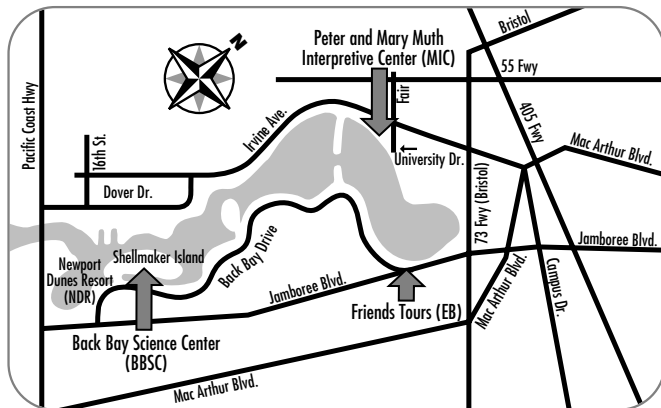 N
Peter and Mary Muth
Interpretive Center (MIC)
Bristol
55 Fwy
Fair
405 Fwy
Pacific Coast Hwy
16th St.
Irvine Ave.
University Dr.
Mac Arthur Blvd.
Dover Dr.
73 Fwy (Bristol)
Back Bay Drive
Shellmaker Island
Newport
Dunes Resort
(NDR)
Jamboree Blvd.
Jamboree Blvd.
Mac Arthur Blvd.
Campus Dr.
Friends Tours (EB)
Back Bay Science Center
(BBSC)
Mac Arthur Blvd.